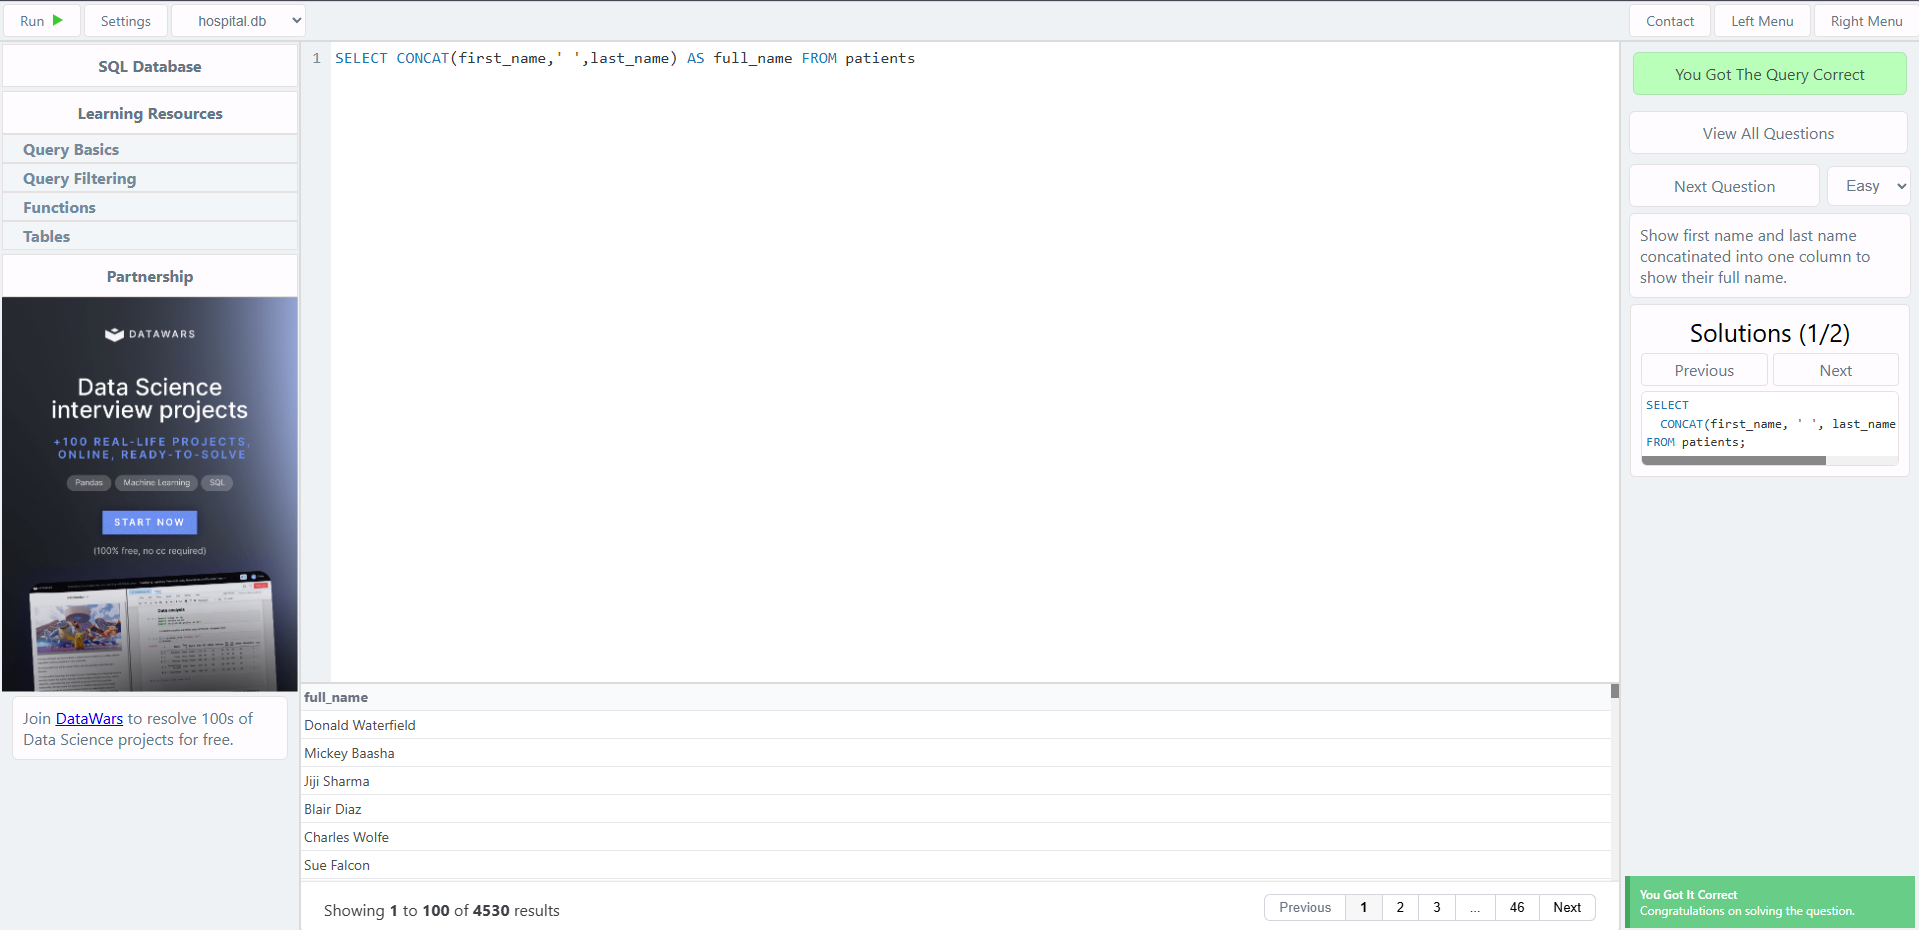 Run
Settings
hospital.db
Contact
Left Menu
Right Menu
SQL Database
Learning Resources
Query Basics
Query Filtering
Functions
Tables
Partnership
DATAWARS
Data Science
interview projects
+100 REAL-LIFE PROJECTS,
ONLINE, READY-TO-SOLVE
Pandas
Machine Learning
SQL
START NOW
(100% free, no cc required)
Join DataWars to resolve 100s of
Data Science projects for free.
1
SELECT CONCAT(first_name,' ',last_name) AS full_name FROM patients
full_name
Donald Waterfield
Mickey Baasha
Jiji Sharma
Blair Diaz
Charles Wolfe
Sue Falcon
Showing 1 to 100 of 4530 results
Previous
1
2
3
...
46
Next
You Got The Query Correct
View All Questions
Next Question
Easy
Show first name and last name
concatinated into one column to
show their full name.
Solutions (1/2)
Previous
Next
SELECT
CONCAT(first_name, ' ', last_name
FROM patients;
You Got It Correct
Congratulations on solving the question.